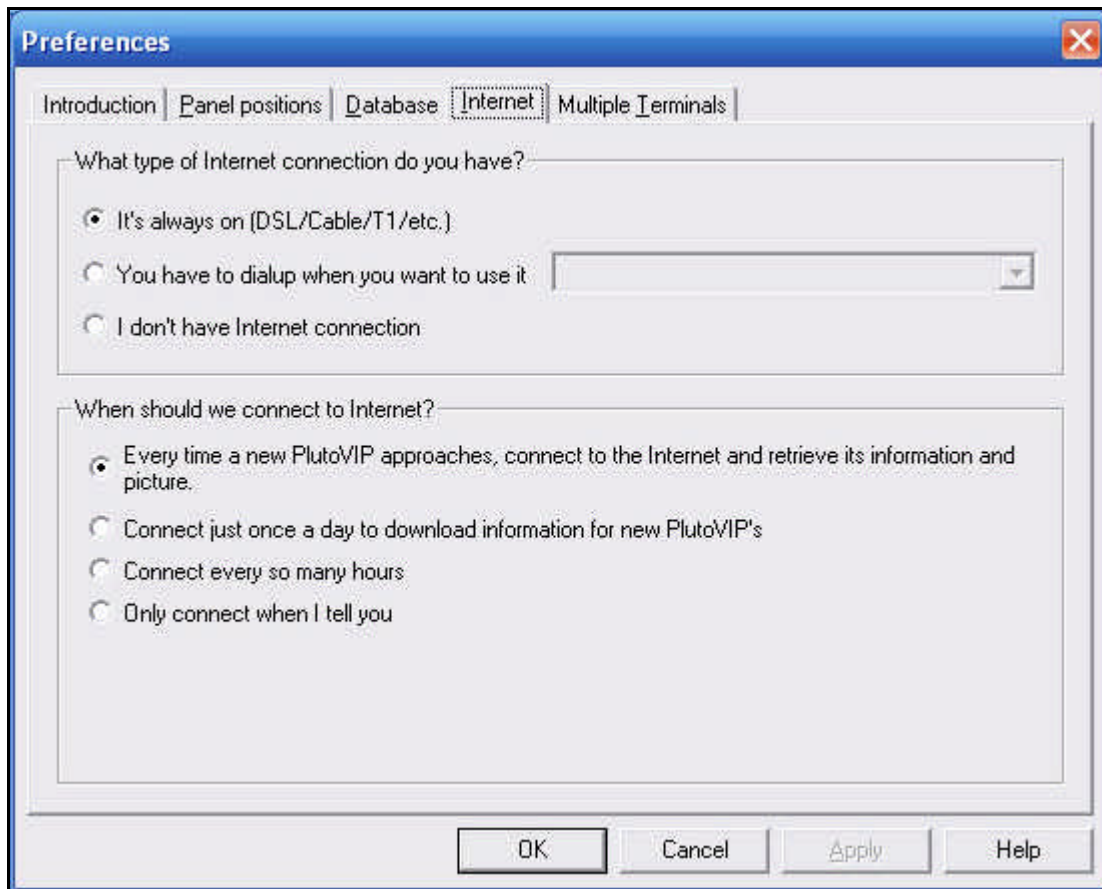 Preferences
Introduction Panel positions Database Internet Multiple Terminals
What type of Internet connection do you have?
It's always on (DSL/Cable/T1/etc.)
You have to dialup when you want to use it
I don't have Internet connection
When should we connect to Internet?
Every time a new PlutoVIP approaches, connect to the Internet and retrieve its information and
picture.
Connect just once a day to download information for new PlutoVIP's
Connect every so many hours
Only connect when I tell you
OK Cancel Apply Help